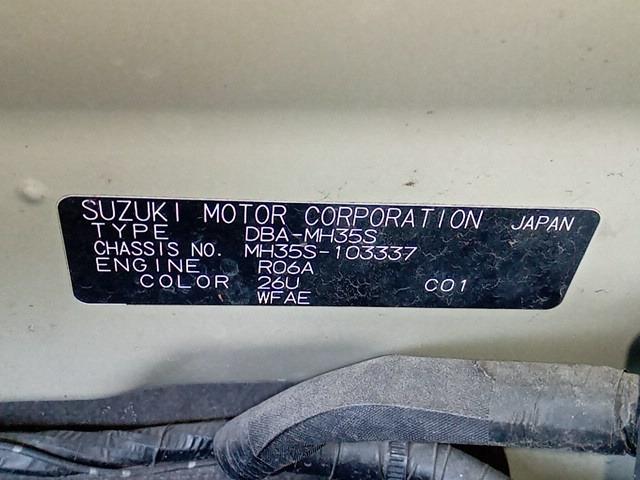 SUZUKI MOTOR CORPORATION JAPAN
TYPE DBA-MH35S
CHASSIS NO. MH35S-103337
ENGINE R06A
COLOR 26U C01
WFAE